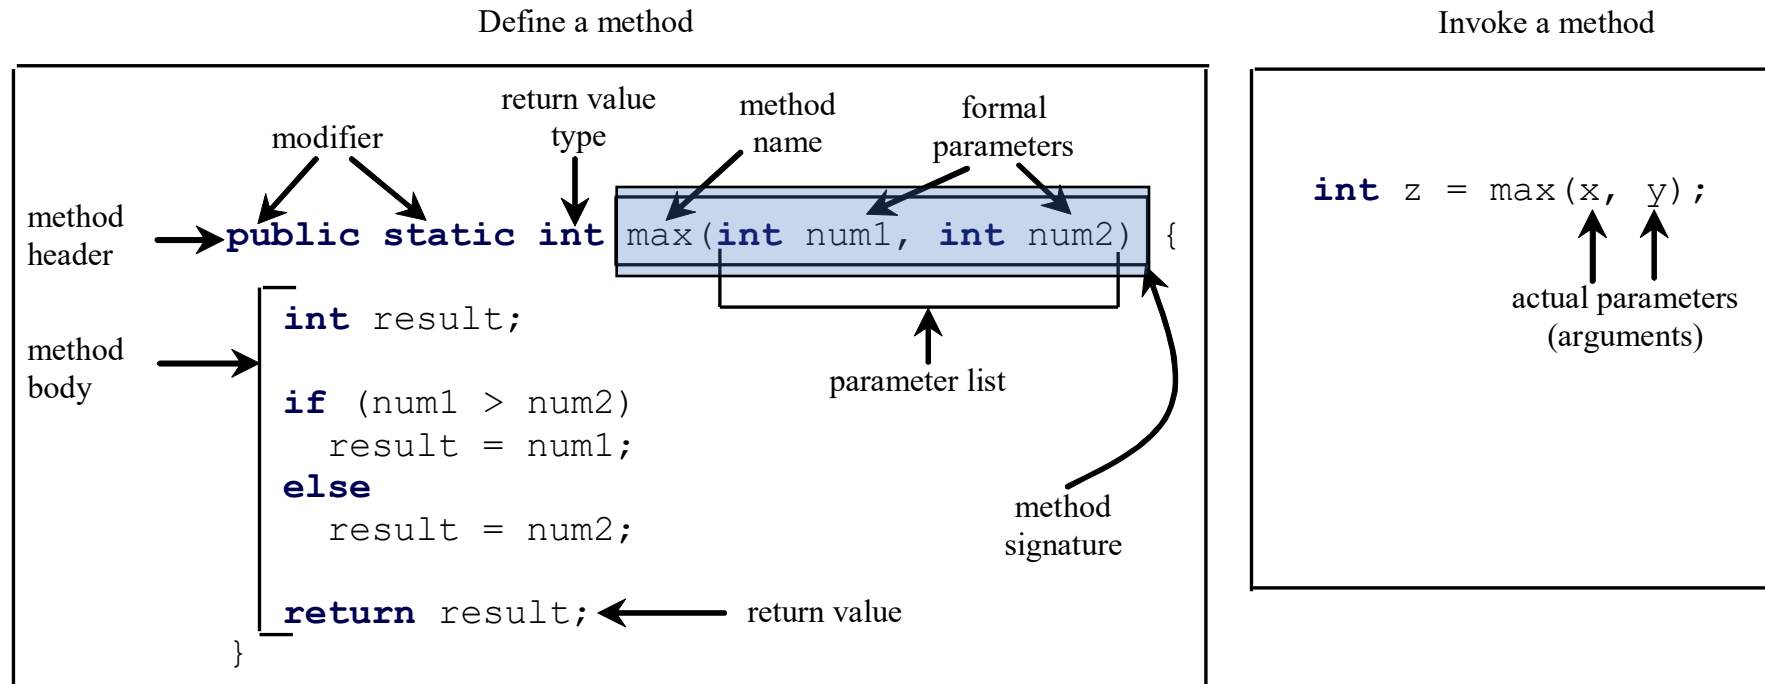 Define a method
Invoke a method
return value
type
method
name
formal
parameters
modifier
method
header
public static int max(int num1, int num2) {
int z = max(x, y);
actual parameters
(arguments)
method
body
int result;
parameter list
if (num1 > num2)
result = num1;
else
result = num2;
method
signature
return result;
return value
}